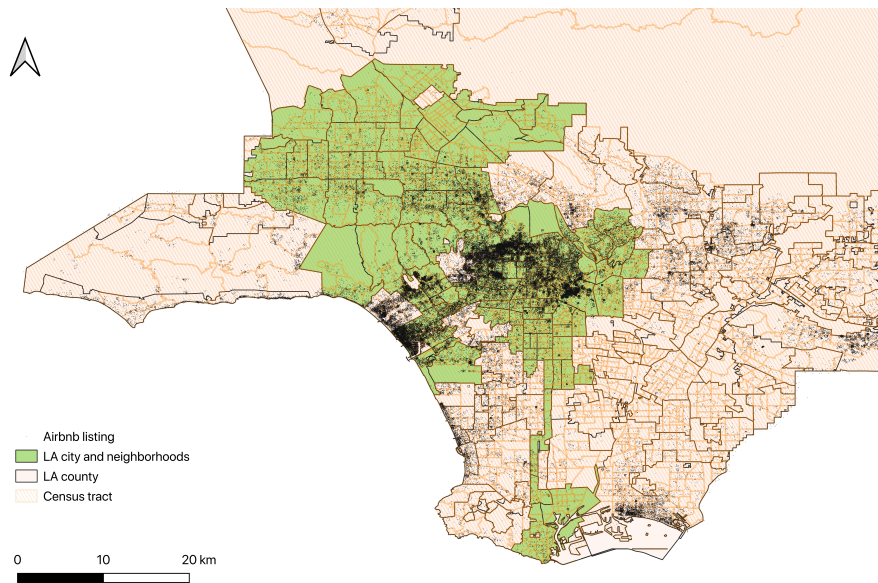 Airbnb listing
LA city and neighborhoods
LA county
Census tract
0 10 20 km